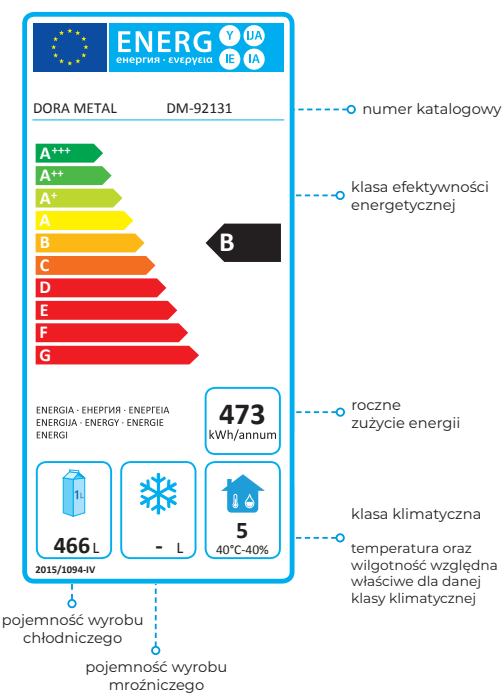 ENERG Y IJA
енергия · ενεργεια IE IA
DORA METAL DM-92131
numer katalogowy
A+++
A++
A+
A
B
C
D
E
F
G
B
klasa efektywności
energetycznej
ENERGIA · ЕНЕРГИЯ · ΕΝΕΡΓΕΙΑ
ENERGIJA · ENERGY · ENERGIE
ENERGI
473
kWh/annum
roczne
zużycie energii
1L
466 L
- L
5
40°C-40%
2015/1094-IV
klasa klimatyczna
temperatura oraz
wilgotność względna
właściwe dla danej
klasy klimatycznej
pojemność wyrobu
chłodniczego
pojemność wyrobu
mroźniczego